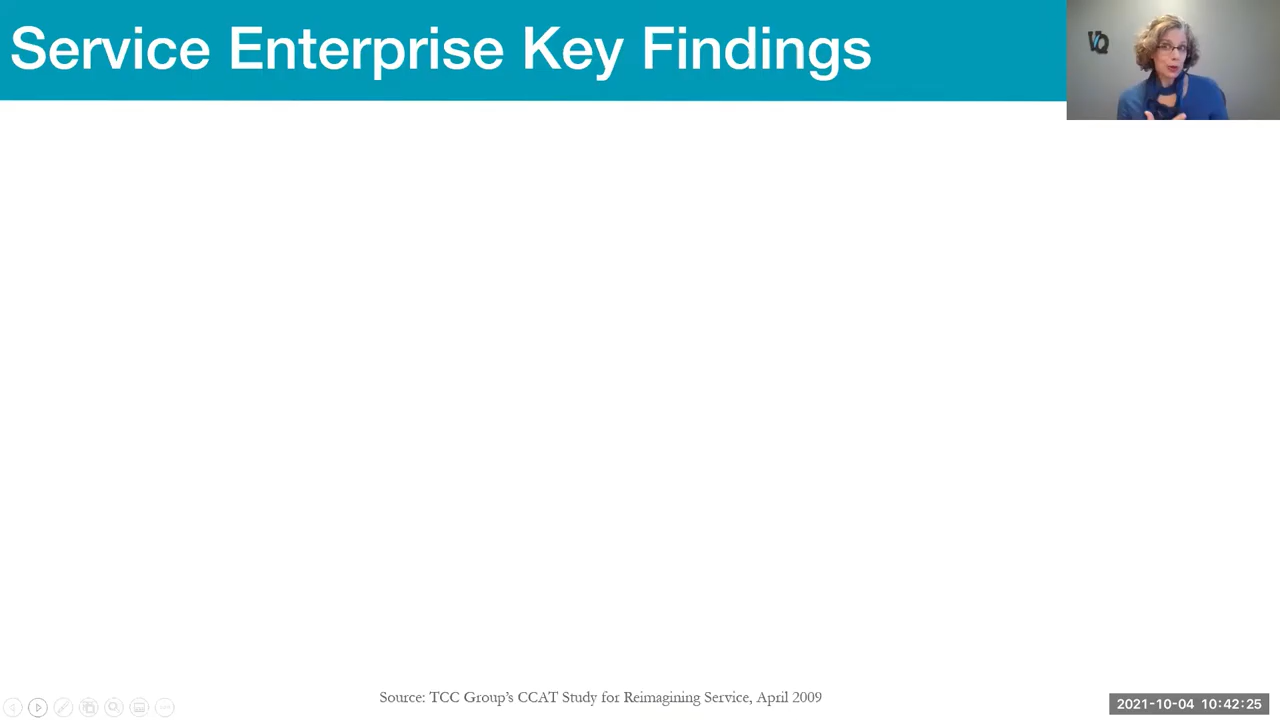 Service Enterprise Key Findings
VQ
Source: TCC Group's CCAT Study for Reimagining Service, April 2009
2021-10-04 10:42:25